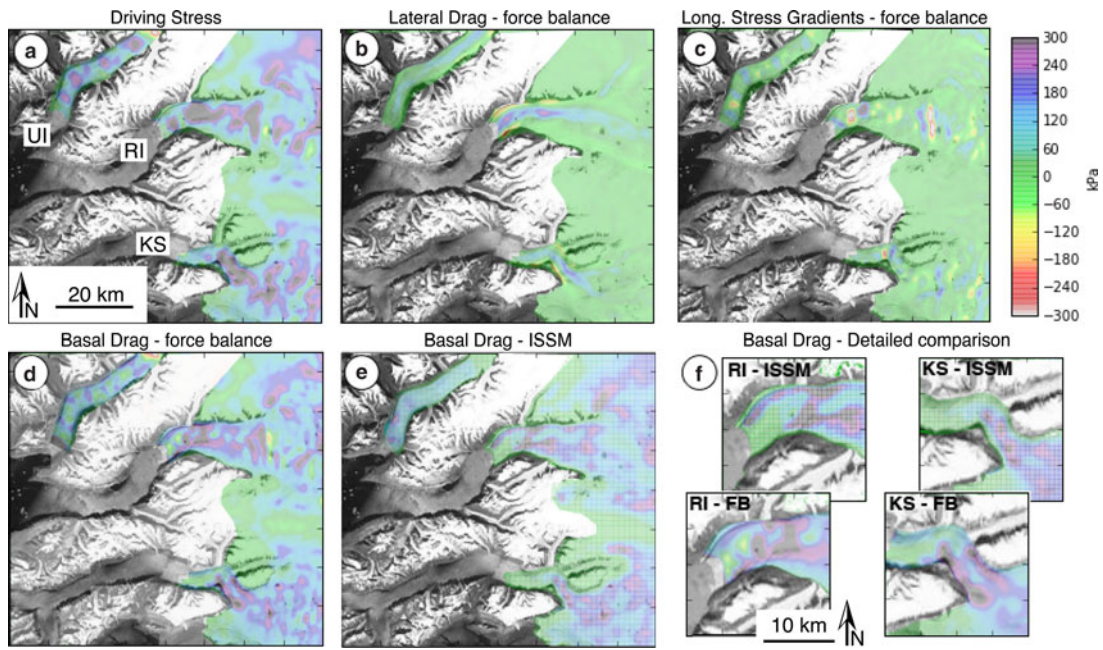 Driving Stress
Lateral Drag - force balance
Long. Stress Gradients - force balance
a
b
c
UI
RI
KS
N
20 km
300
240
180
120
60
0
−60
−120
−180
−240
−300
kPa
Basal Drag - force balance
Basal Drag - ISSM
Basal Drag - Detailed comparison
d
e
f
RI - ISSM
KS - ISSM
RI - FB
KS - FB
10 km
N